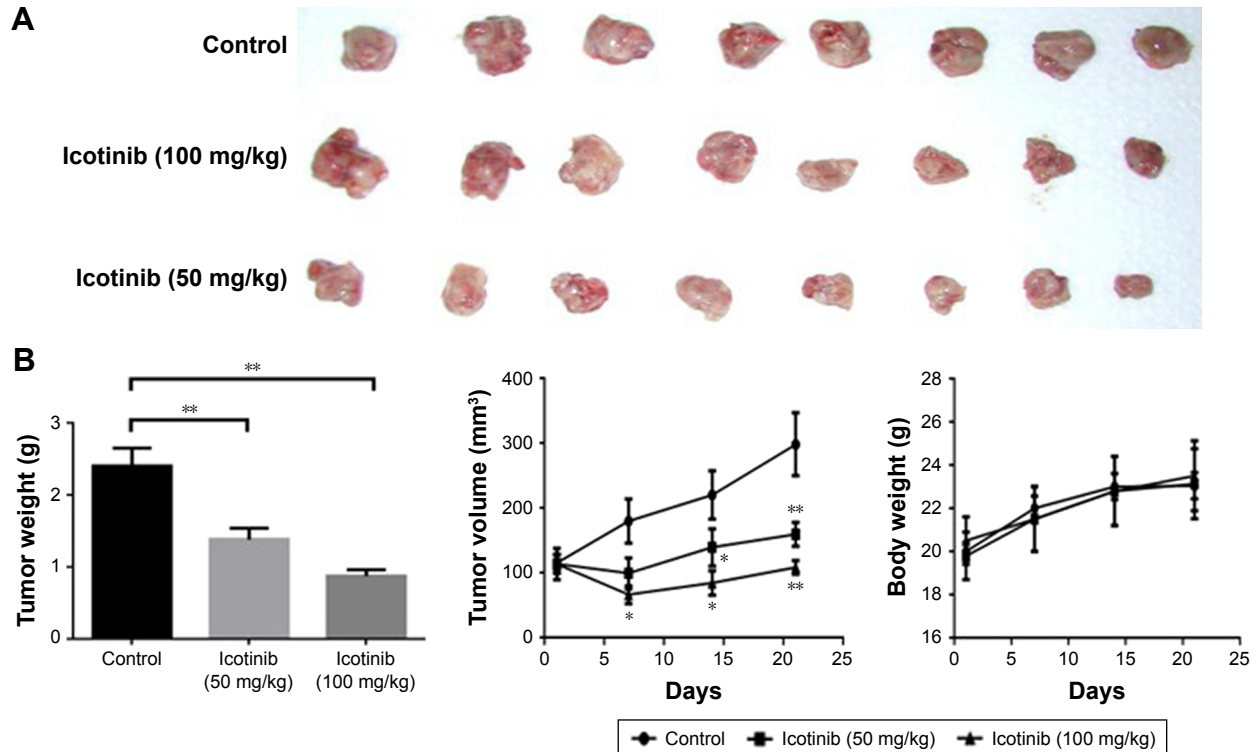 A
Control
Icotinib (100 mg/kg)
Icotinib (50 mg/kg)
B
**
**
Tumor weight (g)
3
2
1
0
Control
Icotinib
(50 mg/kg)
Icotinib
(100 mg/kg)
Tumor volume (mm³)
400
300
200
100
0
**
*
*
*
**
0 5 10 15 20 25
Days
Body weight (g)
28
26
24
22
20
18
16
0 5 10 15 20 25
Days
Control Icotinib (50 mg/kg) Icotinib (100 mg/kg)